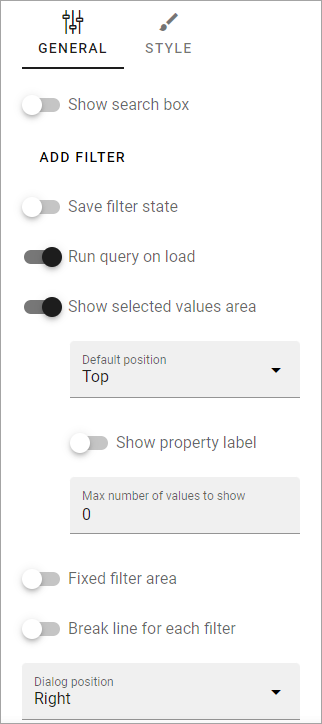 GENERAL STYLE
Show search box
ADD FILTER
Save filter state
Run query on load
Show selected values area
Default position
Top
Show property label
Max number of values to show
0
Fixed filter area
Break line for each filter
Dialog position
Right